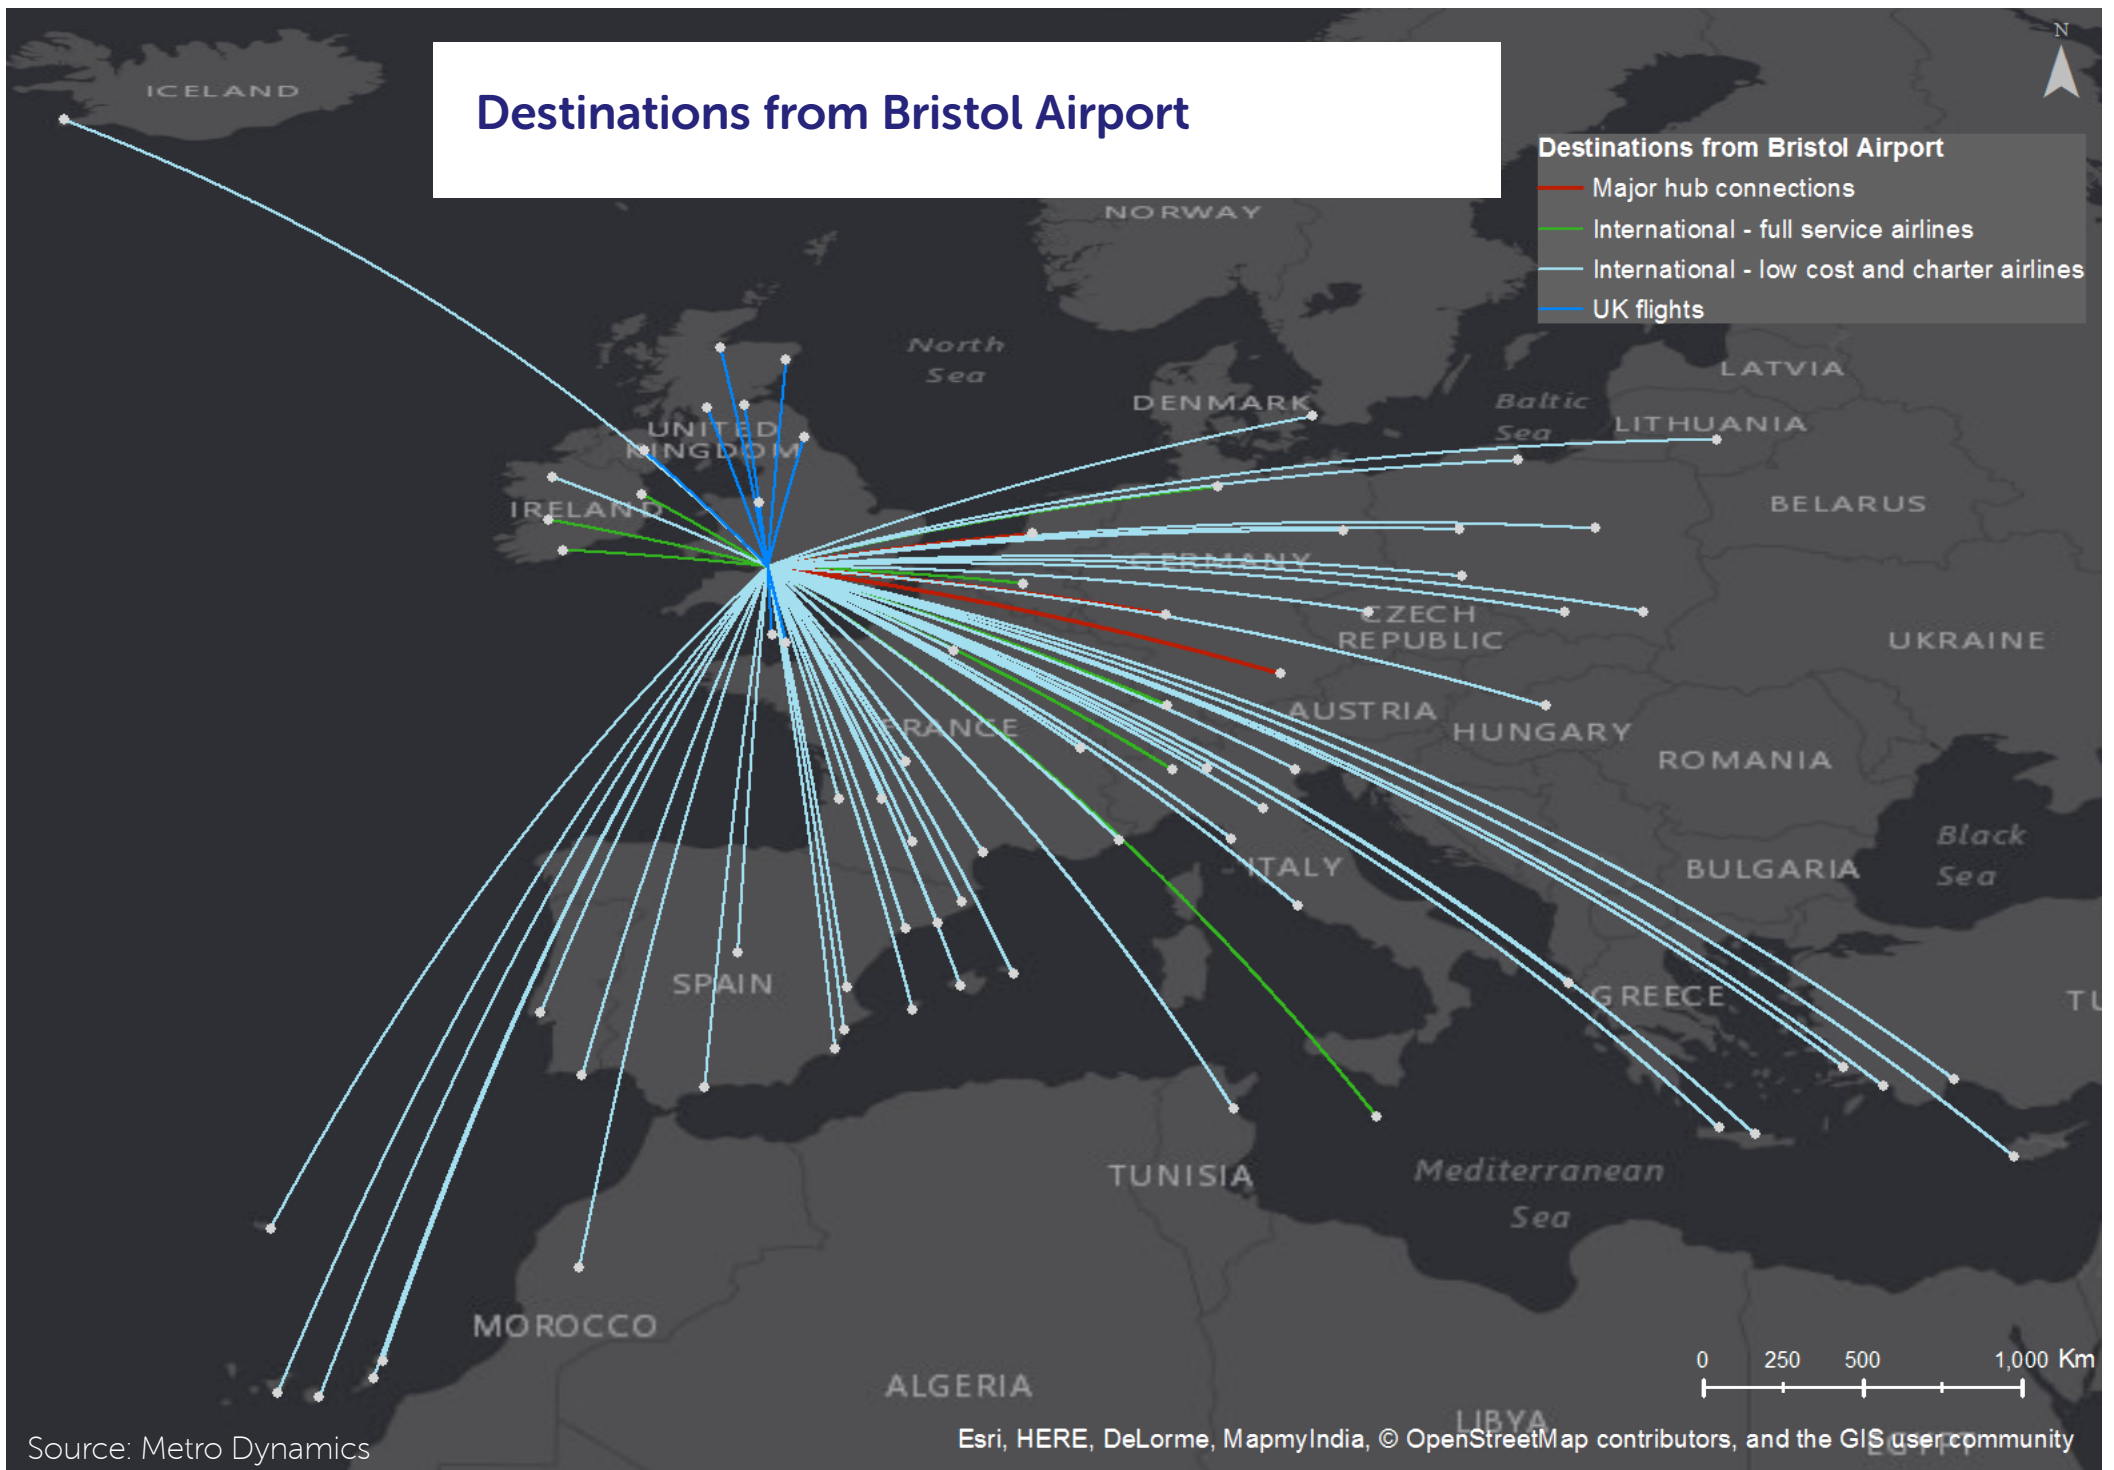 N
ICELAND
Destinations from Bristol Airport
Destinations from Bristol Airport
Major hub connections
International - full service airlines
International - low cost and charter airlines
UK flights
NORWAY
North
Sea
LATVIA
DENMARK
Baltic
Sea
LITHUANIA
UNITED
KINGDOM
IRELAND
BELARUS
GERMANY
CZECH
REPUBLIC
UKRAINE
AUSTRIA
FRANCE
HUNGARY
ROMANIA
Black
Sea
ITALY
BULGARIA
SPAIN
GREECE
TU
TUNISIA
Mediterranean
Sea
MOROCCO
ALGERIA
0 250 500 1,000 Km
LIBYA
EGYPT
Esri, HERE, DeLorme, MapmyIndia, © OpenStreetMap contributors, and the GIS user community
Source: Metro Dynamics